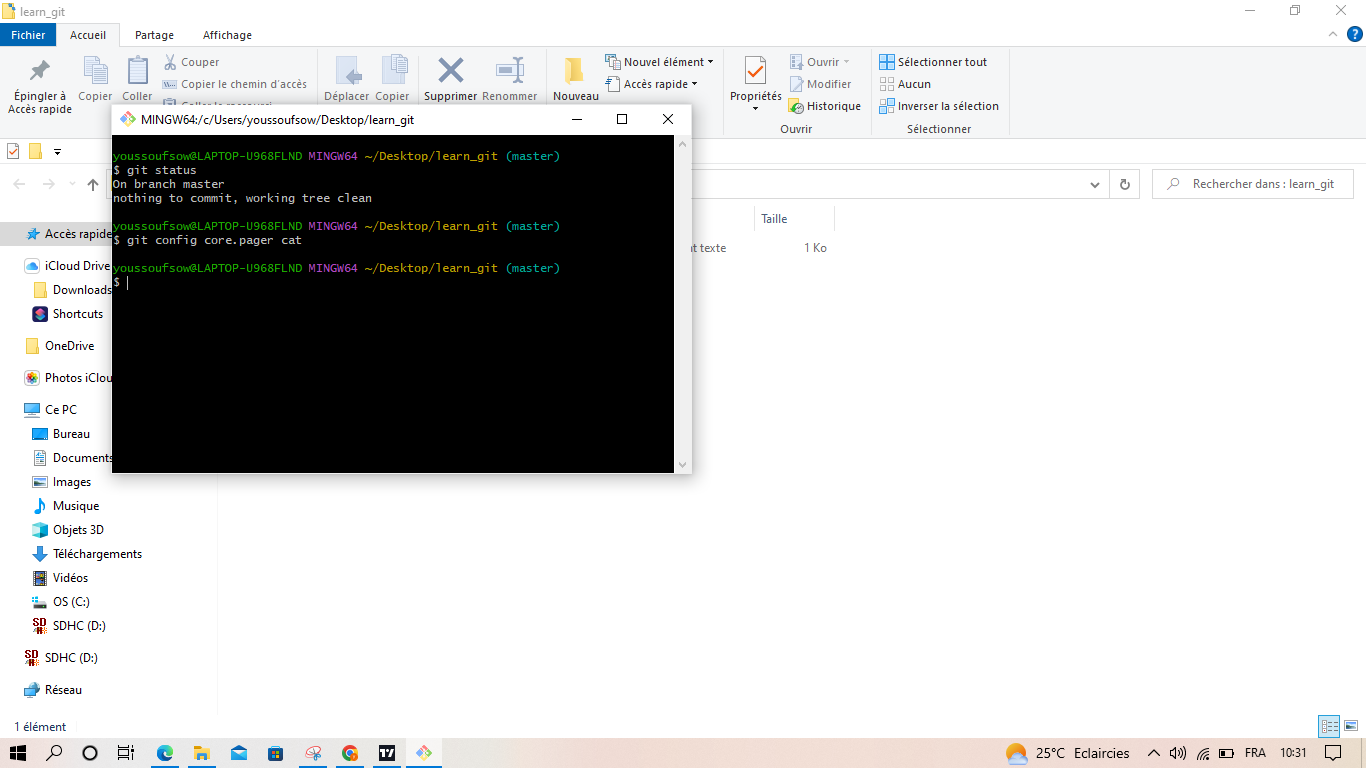 learn_git
Fichier Accueil Partage Affichage
Épingler à Accès rapide
Copier
Coller
Couper
Copier le chemin d'accès
Coller le raccourci
Déplacer
Copier
Supprimer
Renommer
Nouveau
Nouvel élément
Accès rapide
Propriétés
Ouvrir
Modifier
Historique
Ouvrir
Sélectionner tout
Aucun
Inverser la sélection
Sélectionner
Rechercher dans : learn_git
MINGW64:/c/Users/youssoufsow/Desktop/learn_git
youssoufsow@LAPTOP-U968FLND MINGW64 ~/Desktop/learn_git (master)
$ git status
On branch master
nothing to commit, working tree clean
youssoufsow@LAPTOP-U968FLND MINGW64 ~/Desktop/learn_git (master)
$ git config core.pager cat
youssoufsow@LAPTOP-U968FLND MINGW64 ~/Desktop/learn_git (master)
$
Taille
texte
1 Ko
Accès rapide
iCloud Drive
Downloads
Shortcuts
OneDrive
Photos iCloud
Ce PC
Bureau
Documents
Images
Musique
Objets 3D
Téléchargements
Vidéos
OS (C:)
SDHC (D:)
SDHC (D:)
Réseau
1 élément
25°C Eclaircies
FRA
10:31